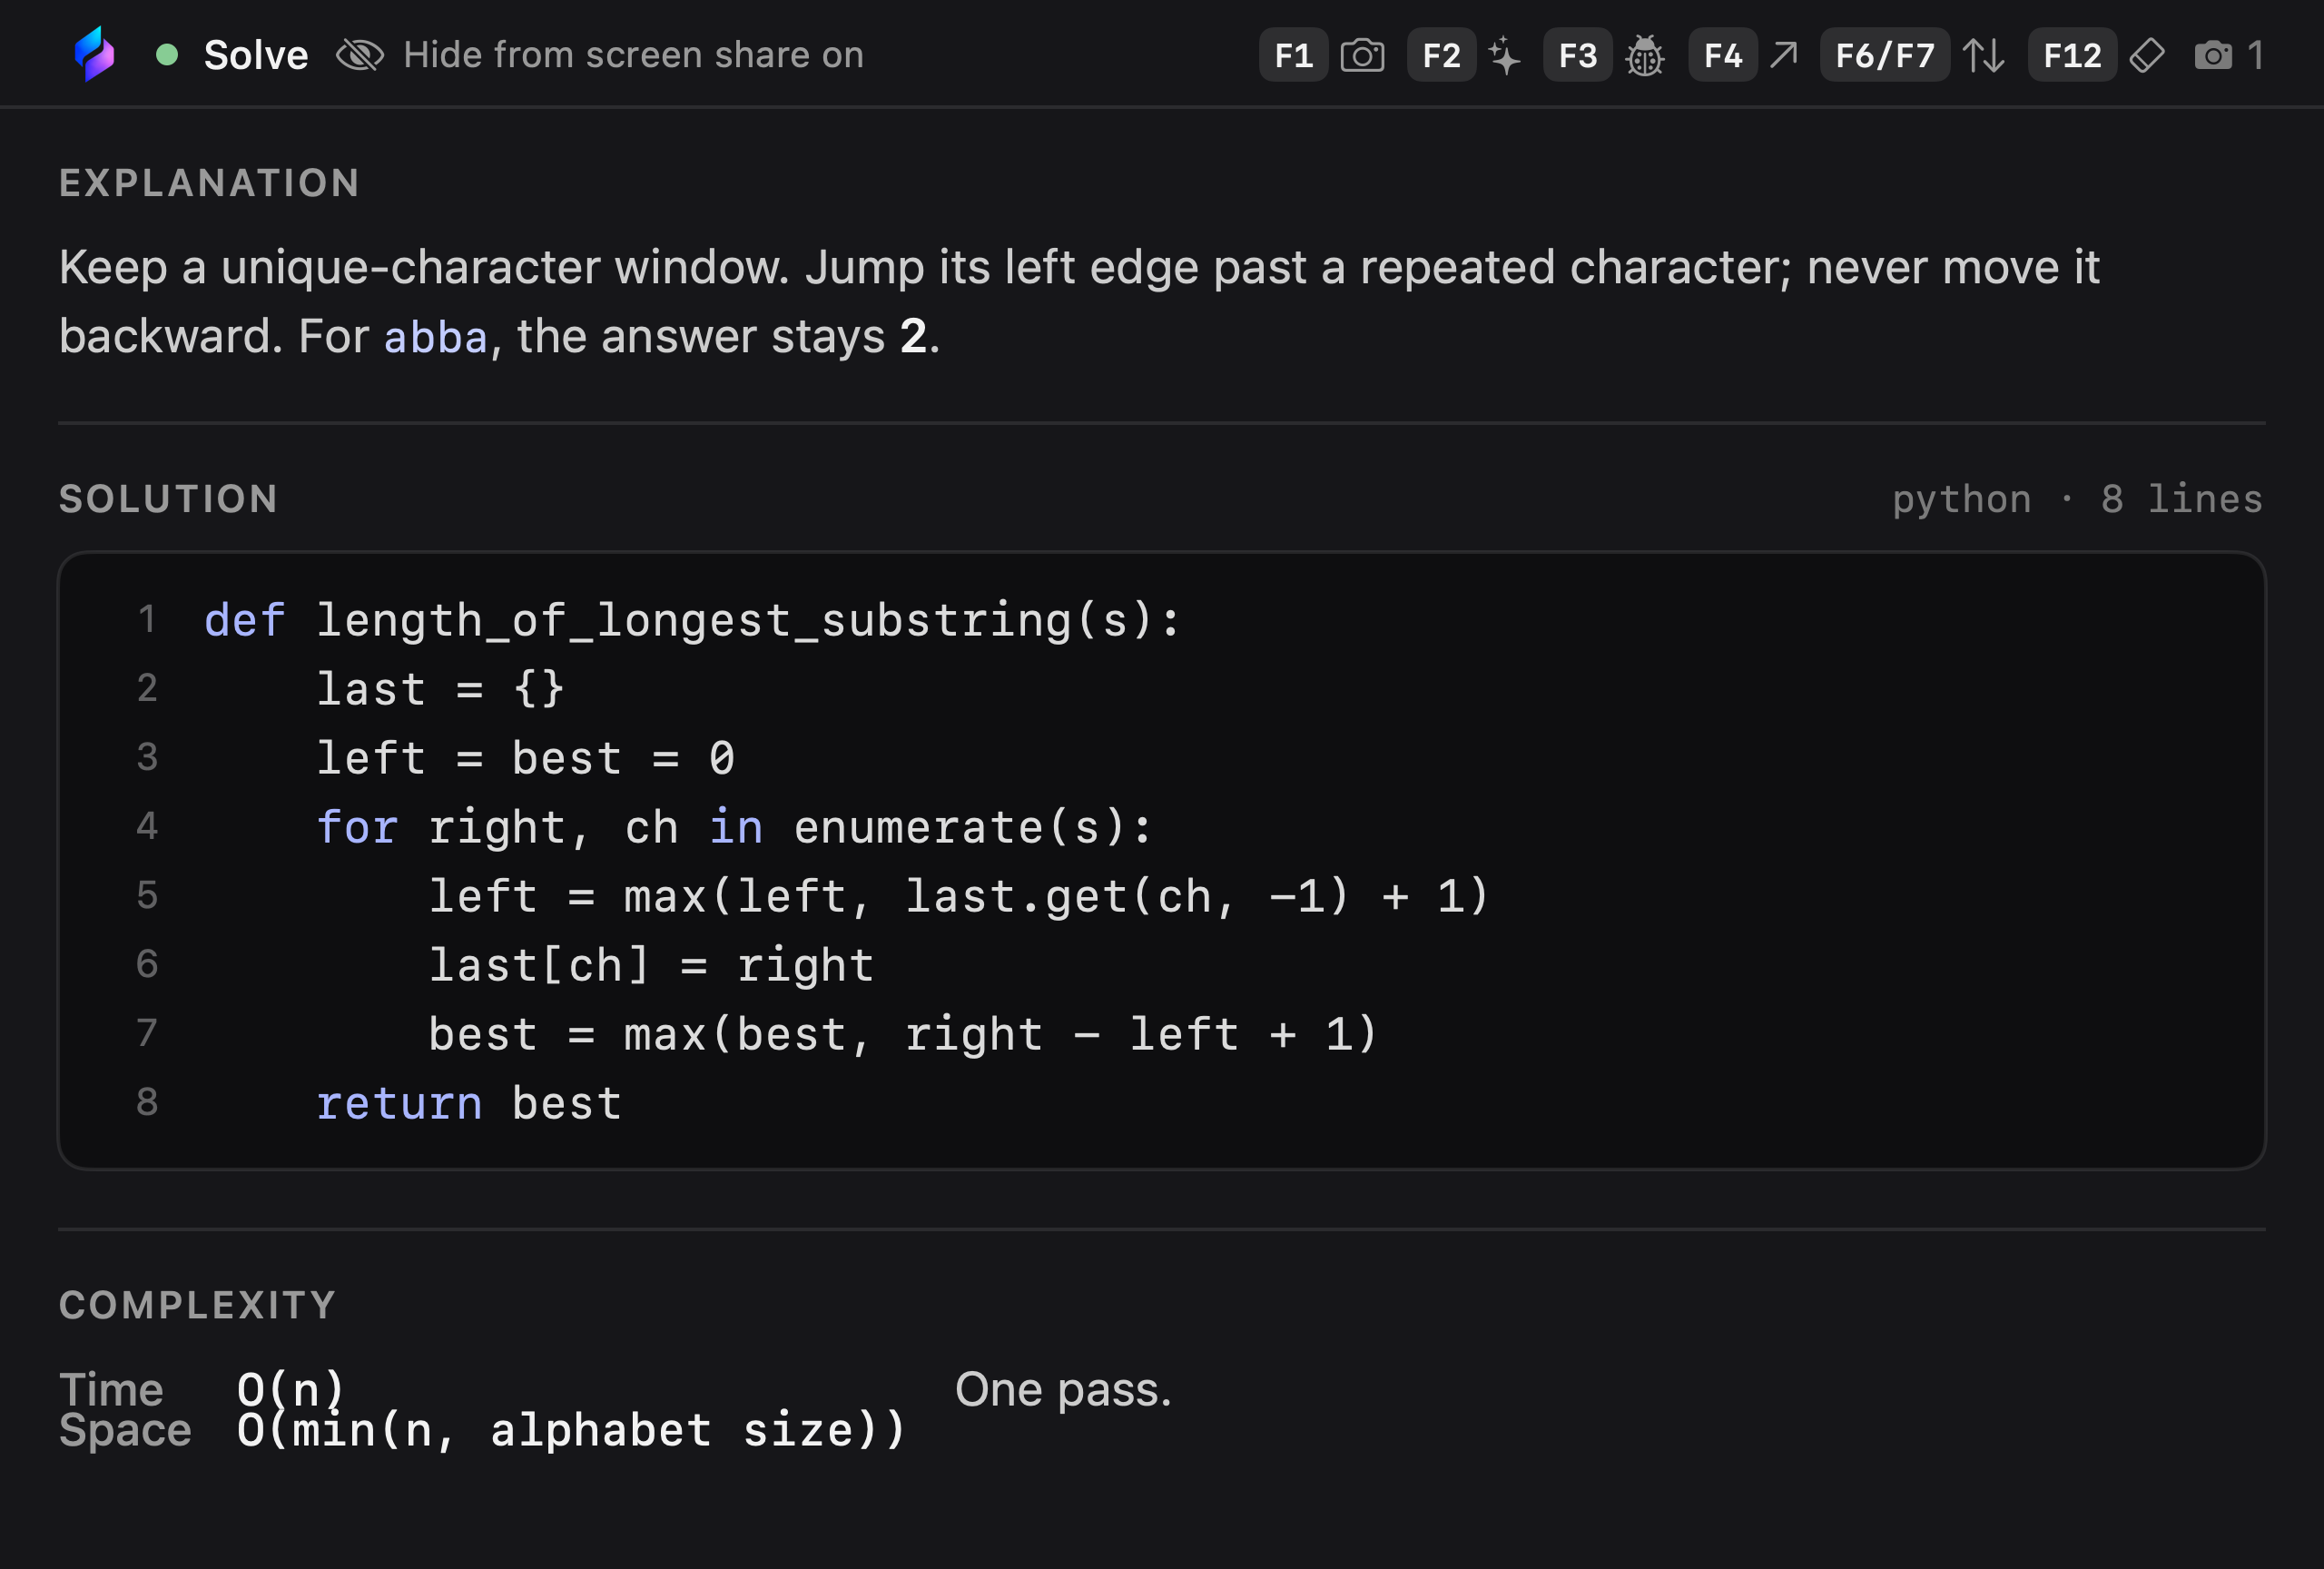 Solve Hide from screen share on F1 F2 F3 F4 F6/F7 F12 1
EXPLANATION
Keep a unique-character window. Jump its left edge past a repeated character; never move it
backward. For abba, the answer stays 2.
SOLUTION python · 8 lines
1 def length_of_longest_substring(s):
2     last = {}
3     left = best = 0
4     for right, ch in enumerate(s):
5         left = max(left, last.get(ch, -1) + 1)
6         last[ch] = right
7         best = max(best, right - left + 1)
8     return best
COMPLEXITY
Time O(n) One pass.
Space O(min(n, alphabet size))